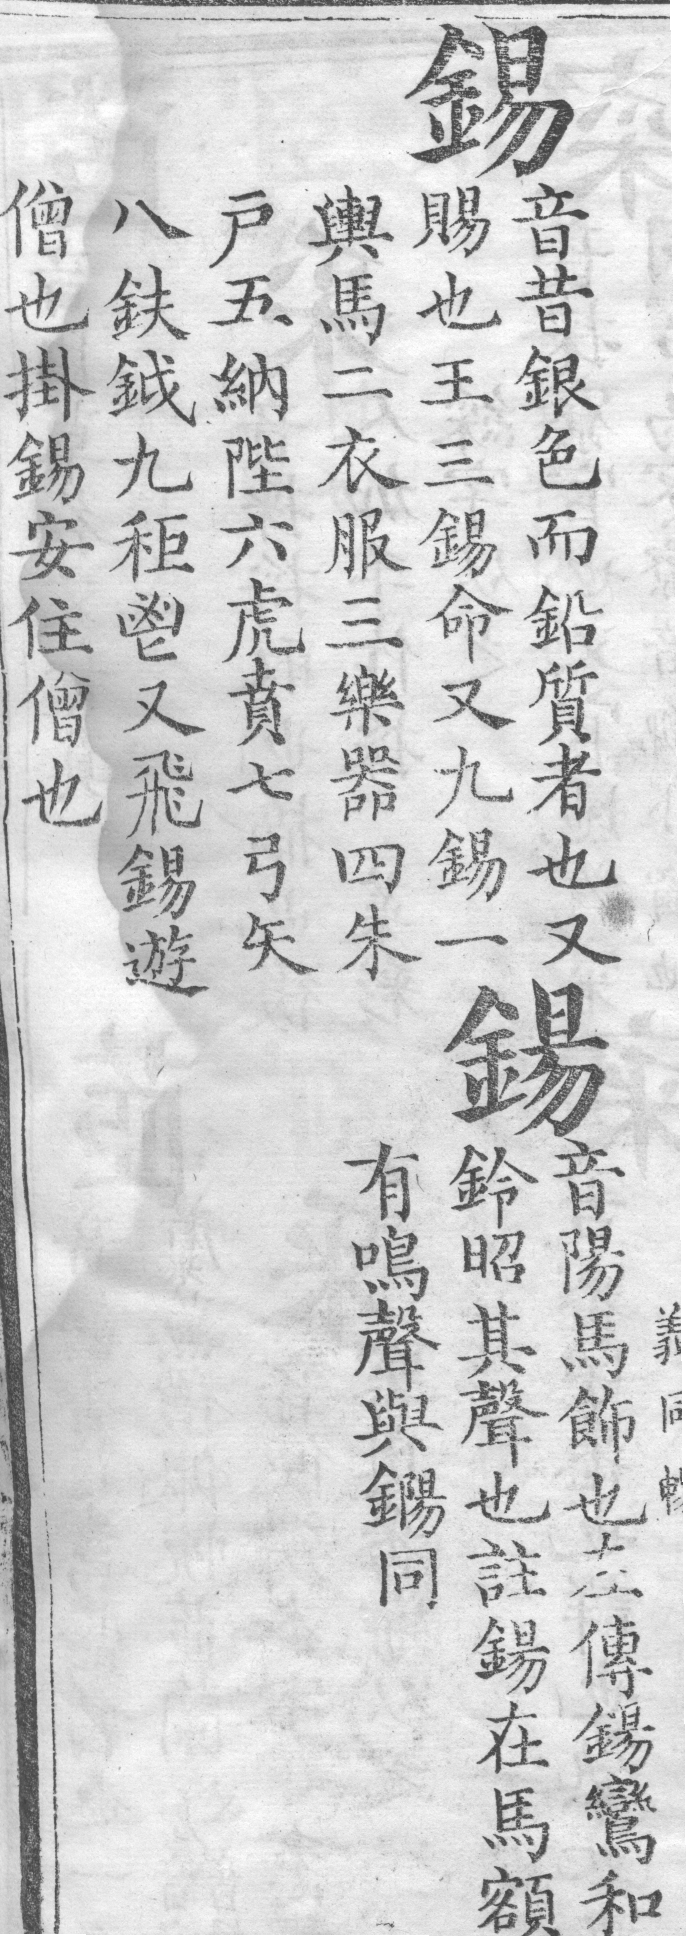 錫
音昔銀色而鉛質者也又
賜也王三錫命又九錫一
輿馬二衣服三樂器四朱
戶五納陛六虎賁七弓矢
八鈇鉞九秬鬯又飛錫遊
僧也掛錫安住僧也
鍚
音陽馬飾也左傳鍚鸞和
鈴昭其聲也註鍚在馬額
有鳴聲與鐊同